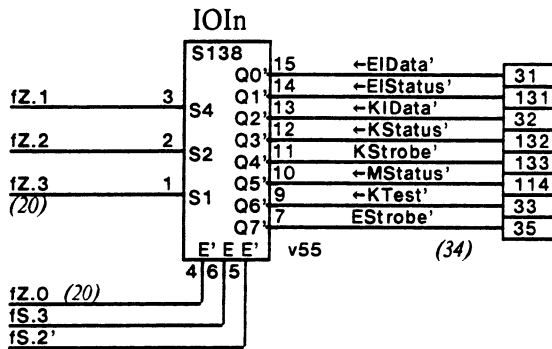 IOIn
S138
Q0' 15 ←EIData' 31
Q1' 14 ←EIStatus' 131
fZ.1 3 S4 Q2' 13 ←KIData' 32
Q3' 12 ←KStatus' 132
fZ.2 2 S2 Q4' 11 KStrobe' 133
Q5' 10 ←MStatus' 114
fZ.3 1 S1 Q6' 9 ←KTest' 33
(20) Q7' 7 EStrobe' 35
E' E E' v55 (34)
4 6 5
fZ.0 (20)
fS.3
fS.2'